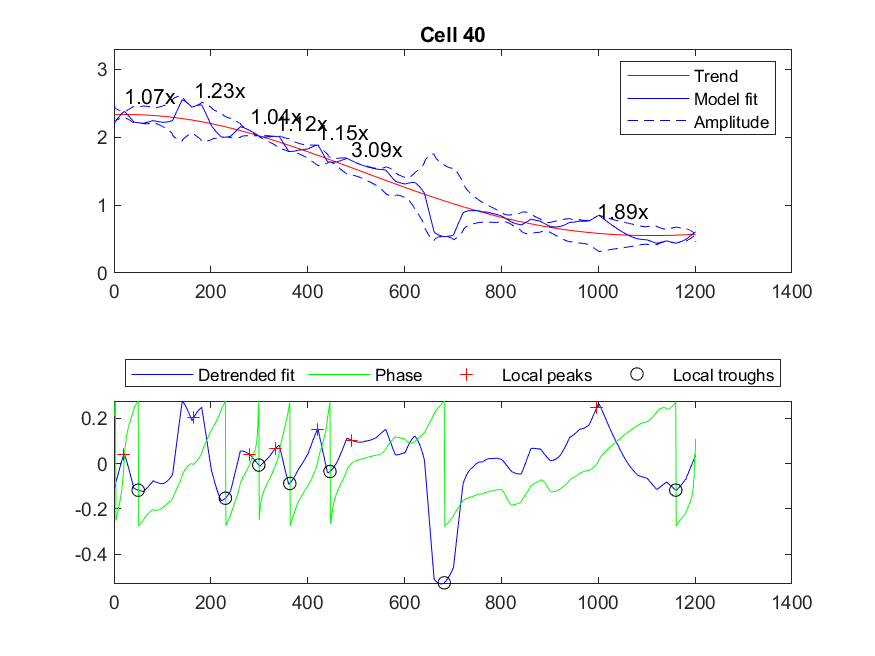 Cell 40
3
2
1
0
1.07x
1.23x
1.04x
1.12x
1.15x
3.09x
1.89x
Trend
Model fit
Amplitude
0 200 400 600 800 1000 1200 1400
Detrended fit Phase Local peaks Local troughs
0.2
0
-0.2
-0.4
0 200 400 600 800 1000 1200 1400